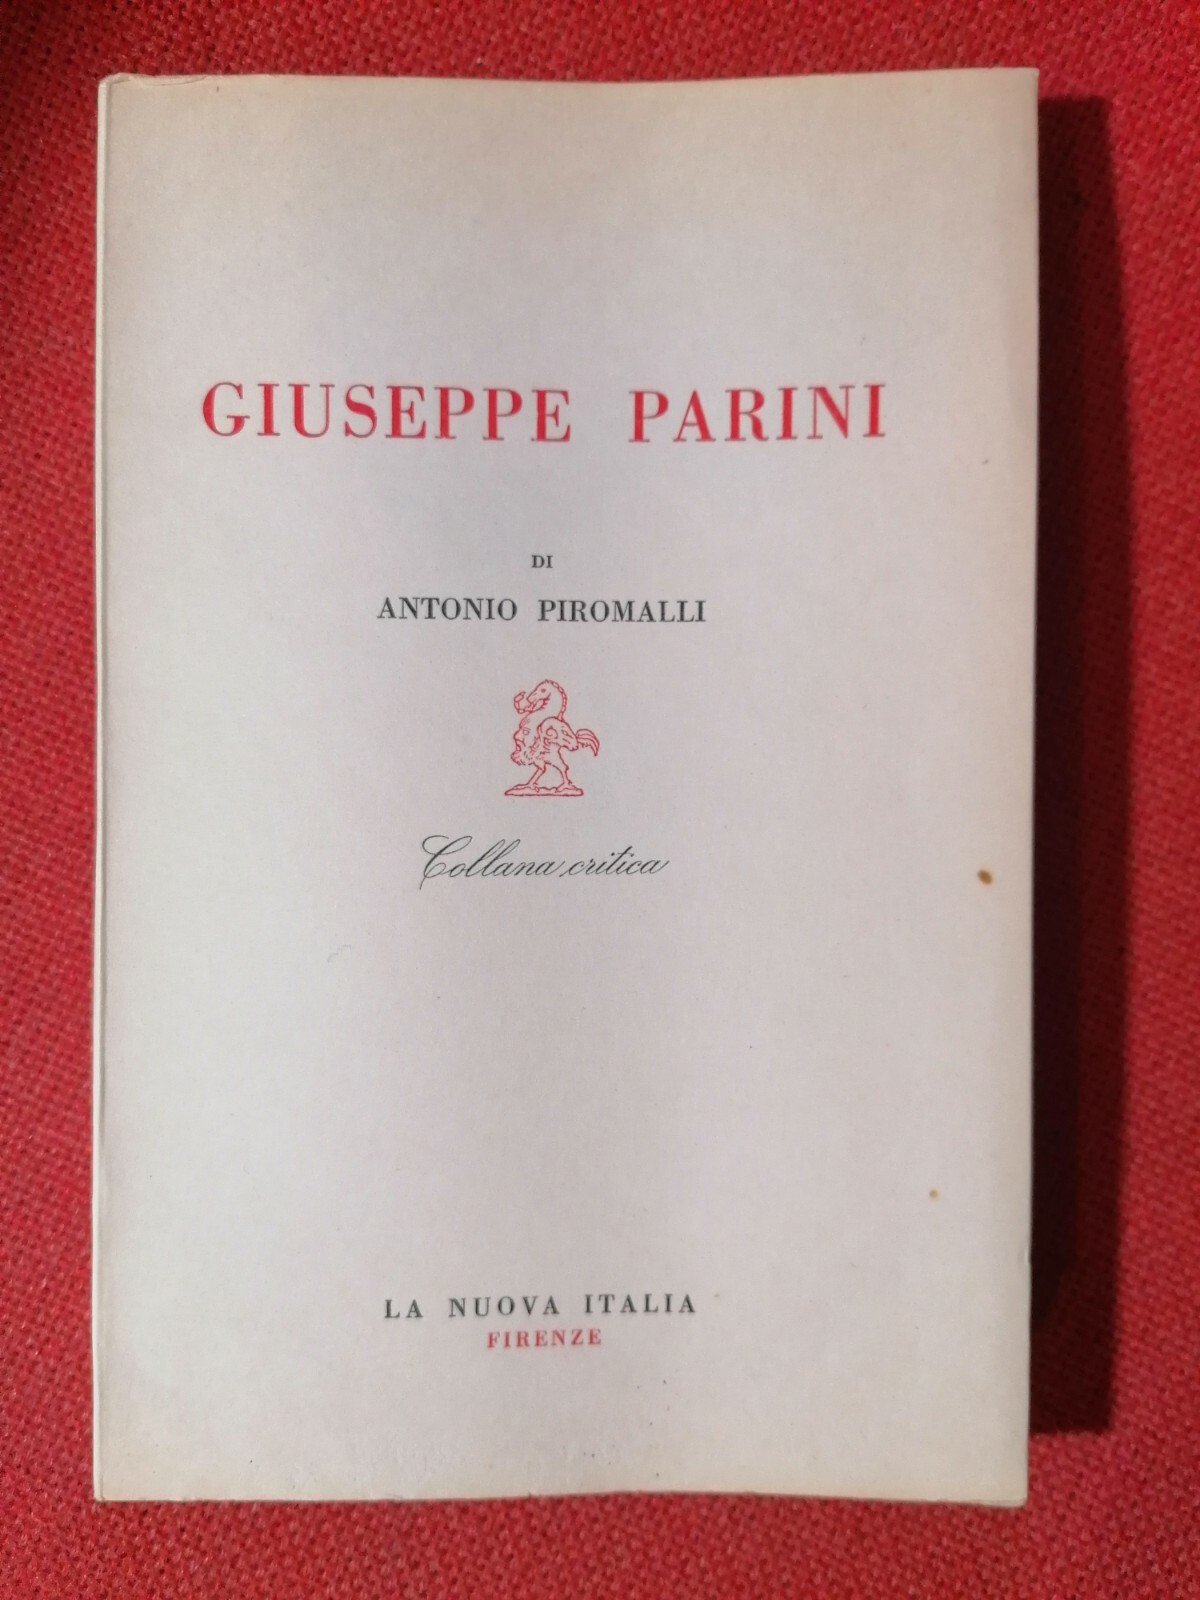 GIUSEPPE PARINI
DI
ANTONIO PIROMALLI
Collana critica
LA NUOVA ITALIA
FIRENZE